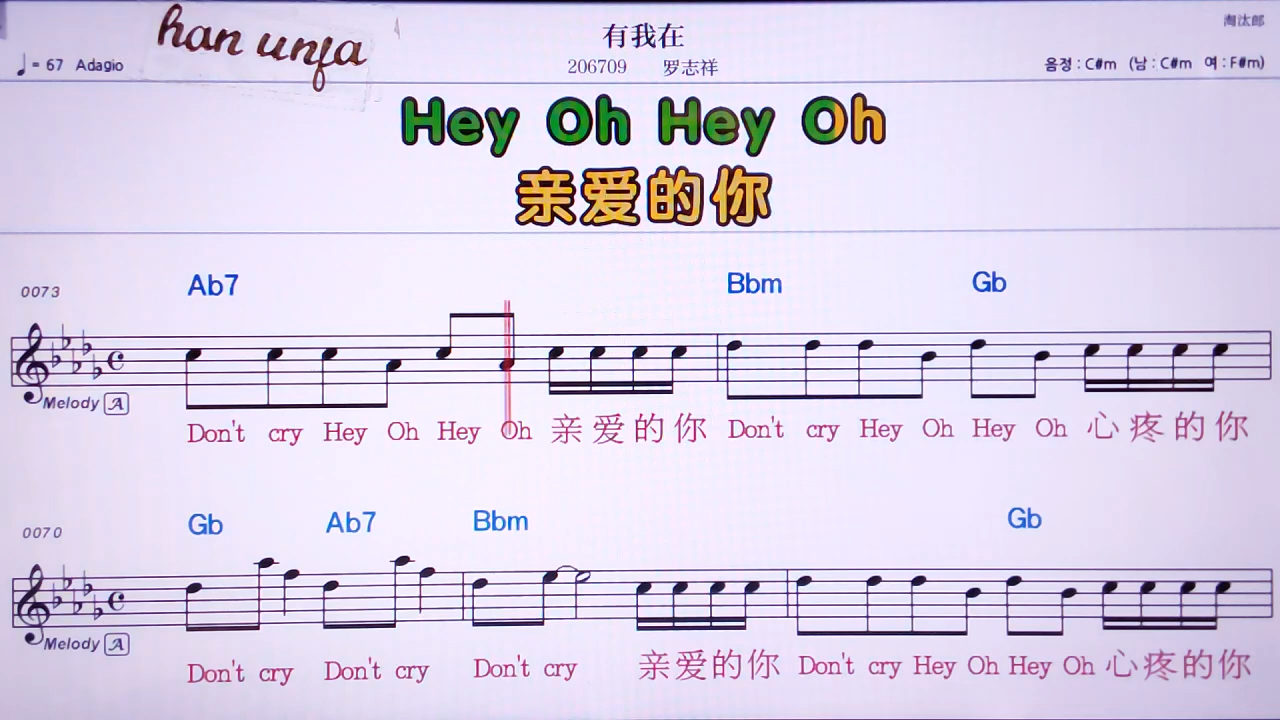 han unfa
有我在
淘汰郎
♩= 67 Adagio
206709 罗志祥
음정 : C#m (남 : C#m 여 : F#m)
Hey Oh Hey Oh
亲爱的你
Ab7 Bbm Gb
0073
Melody A
Don't cry Hey Oh Hey Oh 亲爱的你 Don't cry Hey Oh Hey Oh 心疼的你
Gb Ab7 Bbm Gb
0070
Melody A
Don't cry Don't cry Don't cry 亲爱的你 Don't cry Hey Oh Hey Oh 心疼的你